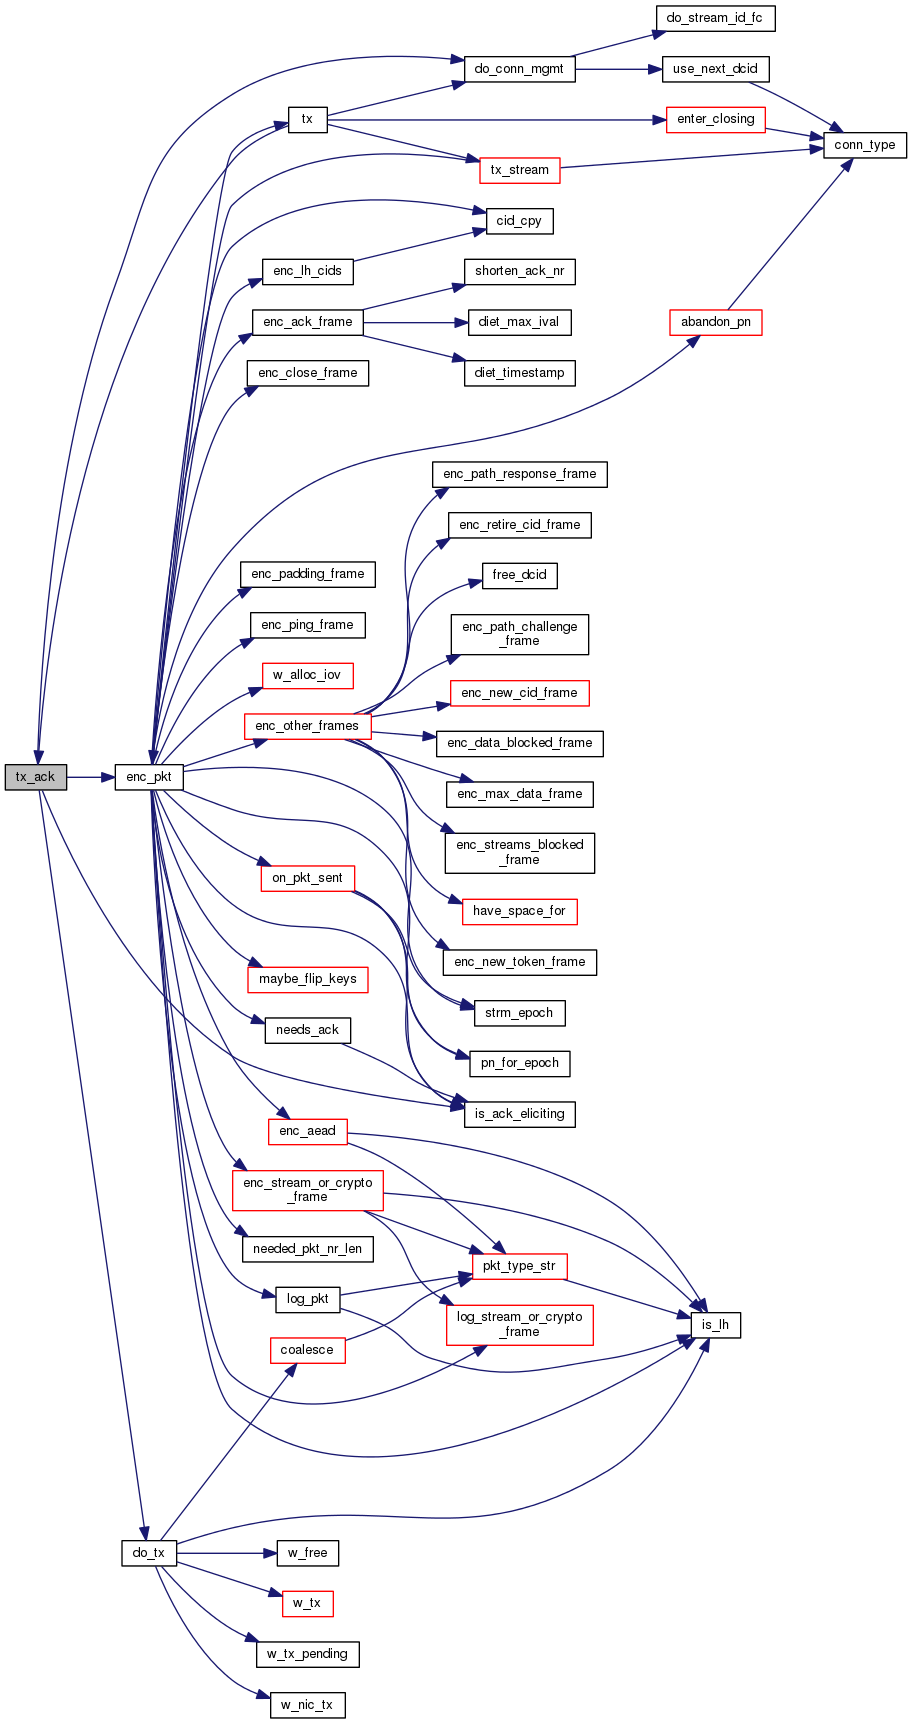 do_stream_id_fc
do_conn_mgmt
use_next_dcid
tx
enter_closing
conn_type
tx_stream
cid_cpy
enc_lh_cids
shorten_ack_nr
enc_ack_frame
diet_max_ival
abandon_pn
enc_close_frame
diet_timestamp
enc_path_response_frame
enc_retire_cid_frame
enc_padding_frame
free_dcid
enc_ping_frame
enc_path_challenge
_frame
w_alloc_iov
enc_new_cid_frame
enc_other_frames
enc_data_blocked_frame
tx_ack
enc_pkt
enc_max_data_frame
enc_streams_blocked
_frame
on_pkt_sent
have_space_for
enc_new_token_frame
maybe_flip_keys
strm_epoch
needs_ack
pn_for_epoch
is_ack_eliciting
enc_aead
enc_stream_or_crypto
_frame
needed_pkt_nr_len
pkt_type_str
log_pkt
log_stream_or_crypto
_frame
is_lh
coalesce
do_tx
w_free
w_tx
w_tx_pending
w_nic_tx